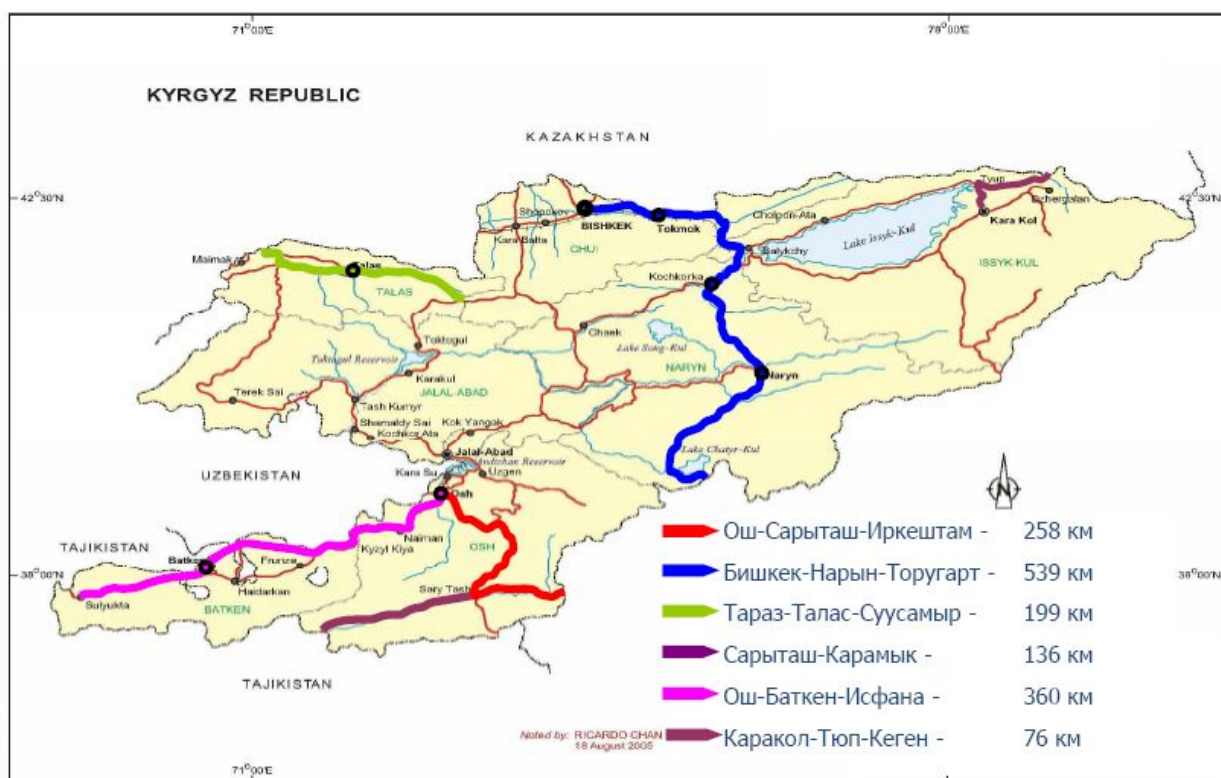 71°00'E
78°00'E
KYRGYZ REPUBLIC
KAZAKHSTAN
42°30'N
42°30'N
Tyup
Dzhergalan
Shopokov
BISHKEK
Tokmok
Cholpon-Ata
Kara Kol
Kara Balta
CHUI
Lake Issyk-Kul
Balykchy
ISSYK-KUL
Maimak
Talas
TALAS
Kochkorka
Chaek
Toktogul
Lake Song-Kul
Toktogul Reservoir
Karakul
NARYN
Naryn
JALAL-ABAD
Terek Sai
Tash Kumyr
Shamaldy Sai
Kochkor Ata
Kok Yangak
Jalal-Abad
Lake Chatyr-Kul
Andizhan Reservoir
UZBEKISTAN
Kara Su
Uzgen
Osh
Ош-Сарыташ-Иркештам - 258 км
Naiman
OSH
TAJIKISTAN
Kyzyl Kiya
Batken
Frunze
Бишкек-Нарын-Торугарт - 539 км
39°00'N
Haidarkan
Sary Tash
Sulyukta
BATKEN
Тараз-Талас-Суусамыр - 199 км
Сарыташ-Карамык - 136 км
TAJIKISTAN
Ош-Баткен-Исфана - 360 км
Noted by: RICARDO CHAN
18 August 2005
Каракол-Тюп-Кеген - 76 км
71°00'E